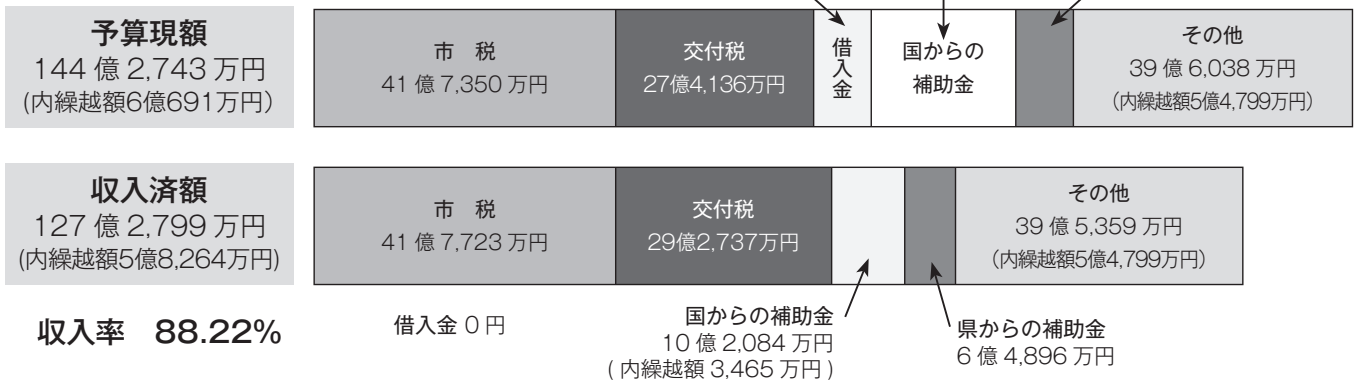 予算現額
144 億 2,743 万円
(内繰越額6億691万円)
市 税
41 億 7,350 万円
交付税
27億4,136万円
借入金
国からの
補助金
その他
39 億 6,038 万円
(内繰越額5億4,799万円)
収入済額
127 億 2,799 万円
(内繰越額5億8,264万円)
市 税
41 億 7,723 万円
交付税
29億2,737万円
その他
39 億 5,359 万円
(内繰越額5億4,799万円)
収入率 88.22%
借入金 0 円
国からの補助金
10 億 2,084 万円
( 内繰越額 3,465 万円 )
県からの補助金
6 億 4,896 万円